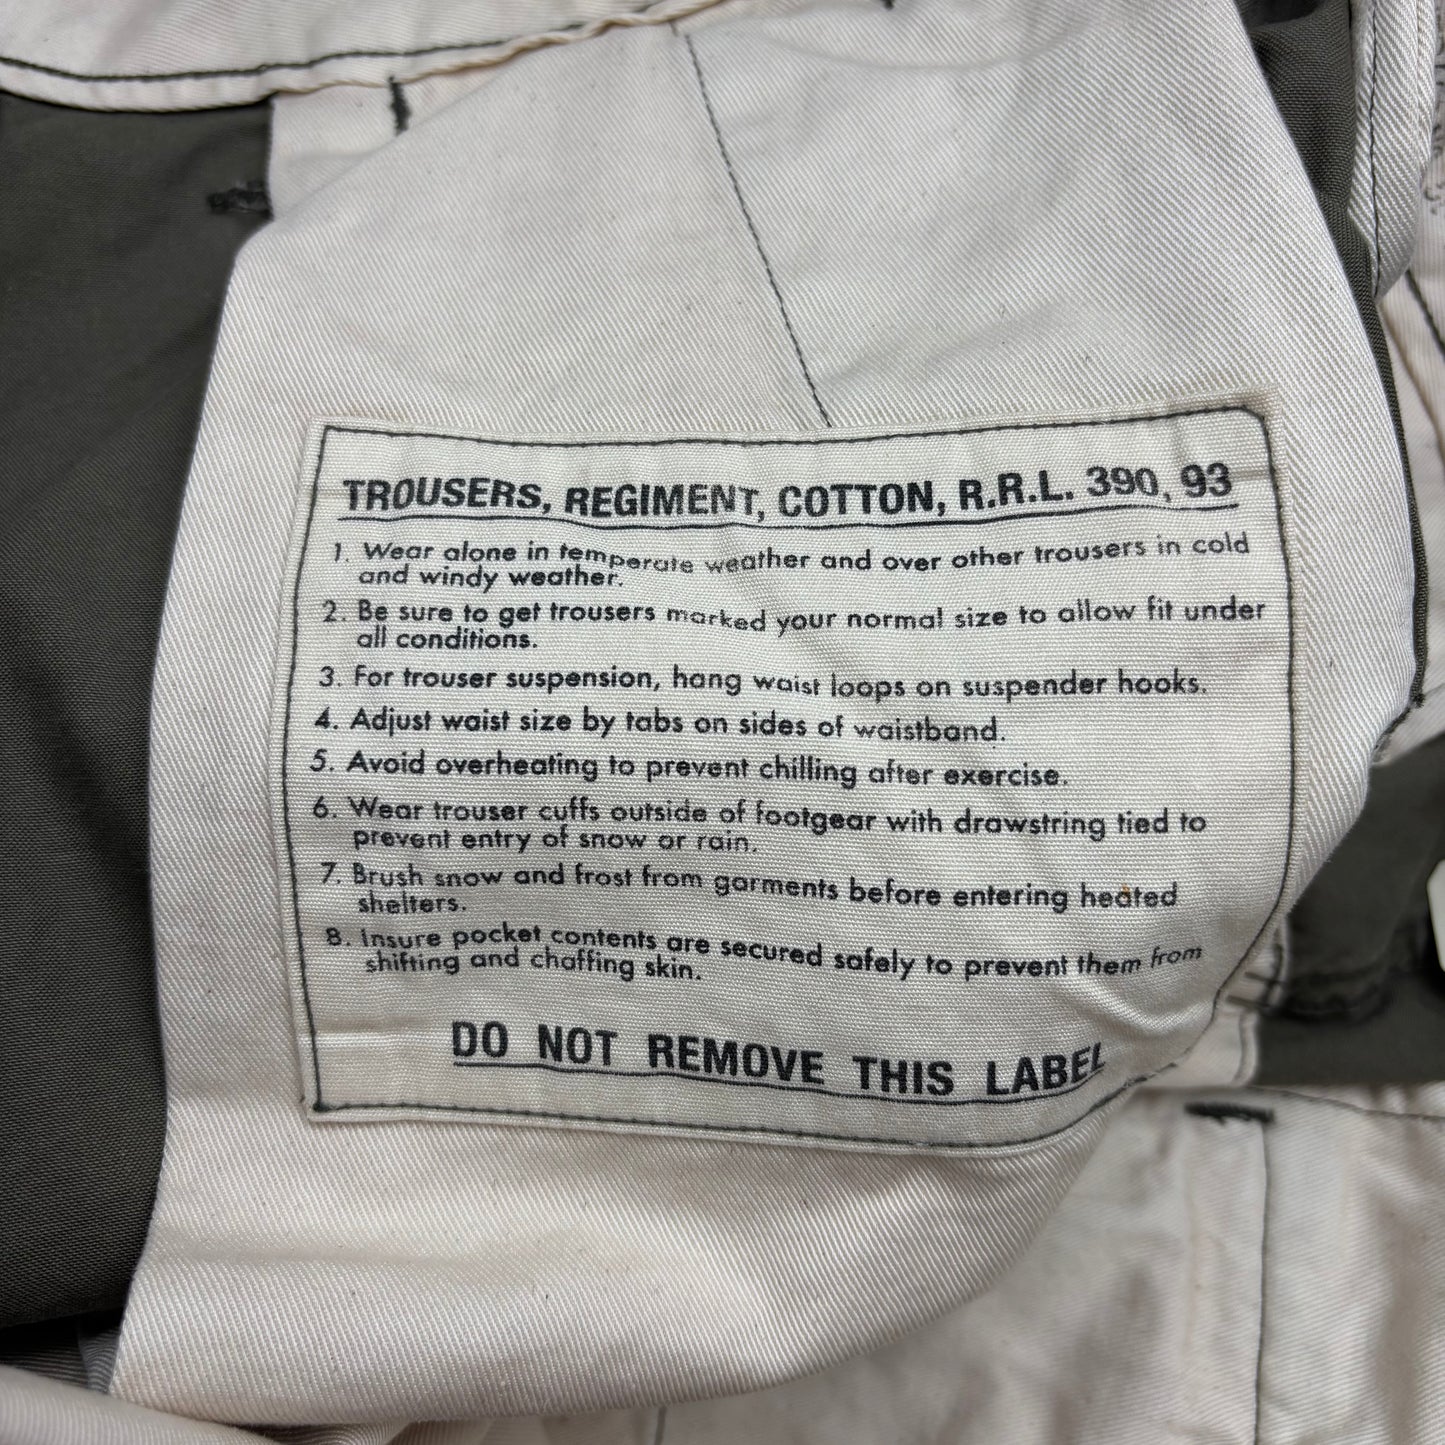 TROUSERS, REGIMENT, COTTON, R.R.L. 390, 93
1. Wear alone in temperate weather and over other trousers in cold
and windy weather.
2. Be sure to get trousers marked your normal size to allow fit under
all conditions.
3. For trouser suspension, hang waist loops on suspender hooks.
4. Adjust waist size by tabs on sides of waistband.
5. Avoid overheating to prevent chilling after exercise.
6. Wear trouser cuffs outside of footgear with drawstring tied to
prevent entry of snow or rain.
7. Brush snow and frost from garments before entering heated
shelters.
8. Insure pocket contents are secured safely to prevent them from
shifting and chaffing skin.
DO NOT REMOVE THIS LABEL